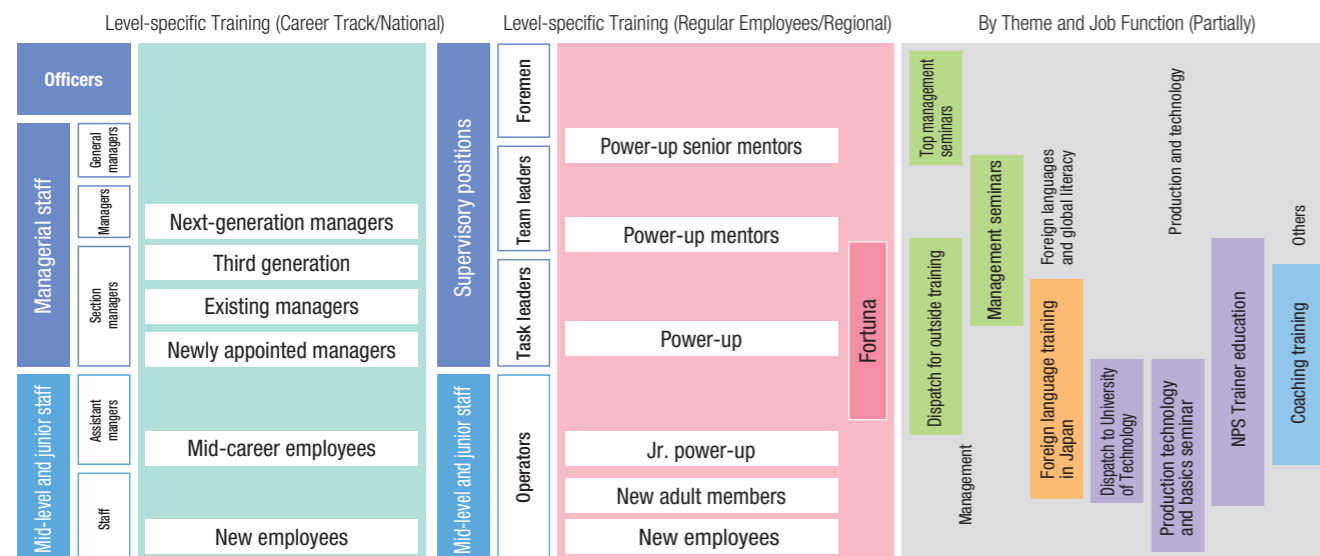 Level-specific Training (Career Track/National)
Officers
Managerial staff
General
managers
Managers
Section
managers
Mid-level and junior staff
Assistant
mangers
Staff
Next-generation managers
Third generation
Existing managers
Newly appointed managers
Mid-career employees
New employees
Level-specific Training (Regular Employees/Regional)
Supervisory positions
Foremen
Team leaders
Task leaders
Mid-level and junior staff
Operators
Power-up senior mentors
Power-up mentors
Power-up
Jr. power-up
New adult members
New employees
Fortuna
By Theme and Job Function (Partially)
Top management
seminars
Dispatch for outside training
Management seminars
Management
Foreign languages
and global literacy
Foreign language training
in Japan
Production and technology
Dispatch to University
of Technology
Production technology
and basics seminar
NPS Trainer education
Others
Coaching training